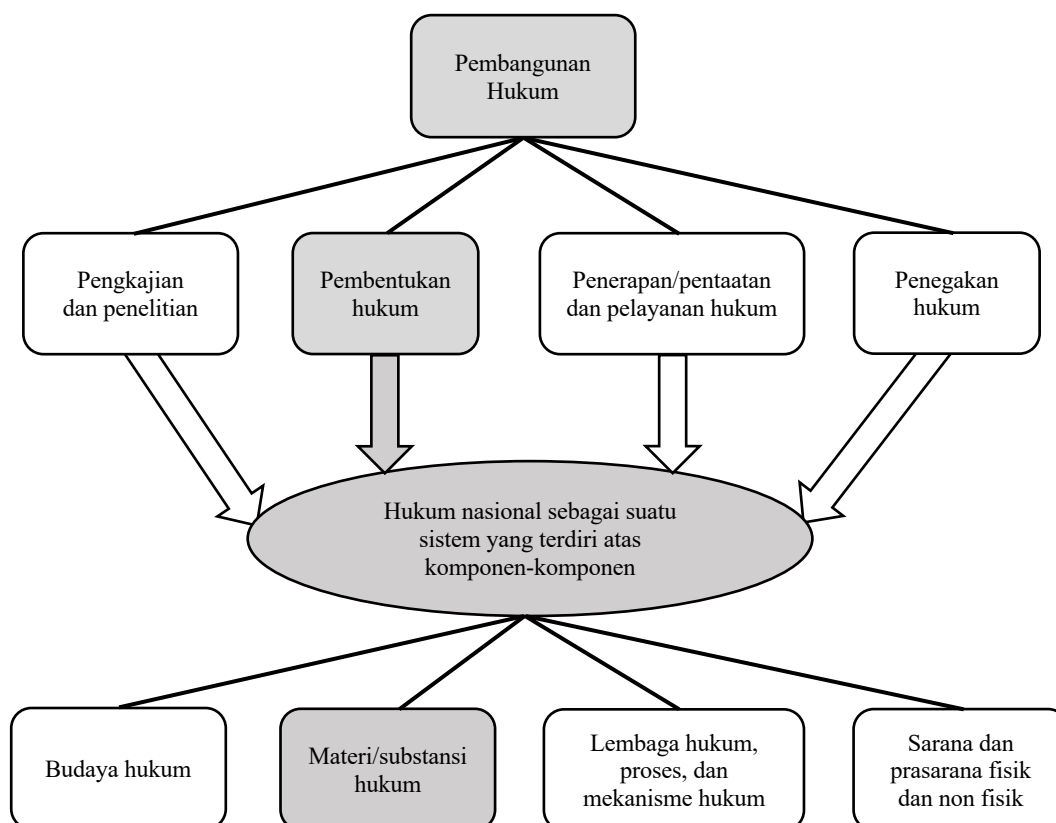 Pembangunan
Hukum
Pengkajian
dan penelitian
Pembentukan
hukum
Penerapan/pentaatan
dan pelayanan hukum
Penegakan
hukum
Hukum nasional sebagai suatu
sistem yang terdiri atas
komponen-komponen
Budaya hukum
Materi/substansi
hukum
Lembaga hukum,
proses, dan
mekanisme hukum
Sarana dan
prasarana fisik
dan non fisik